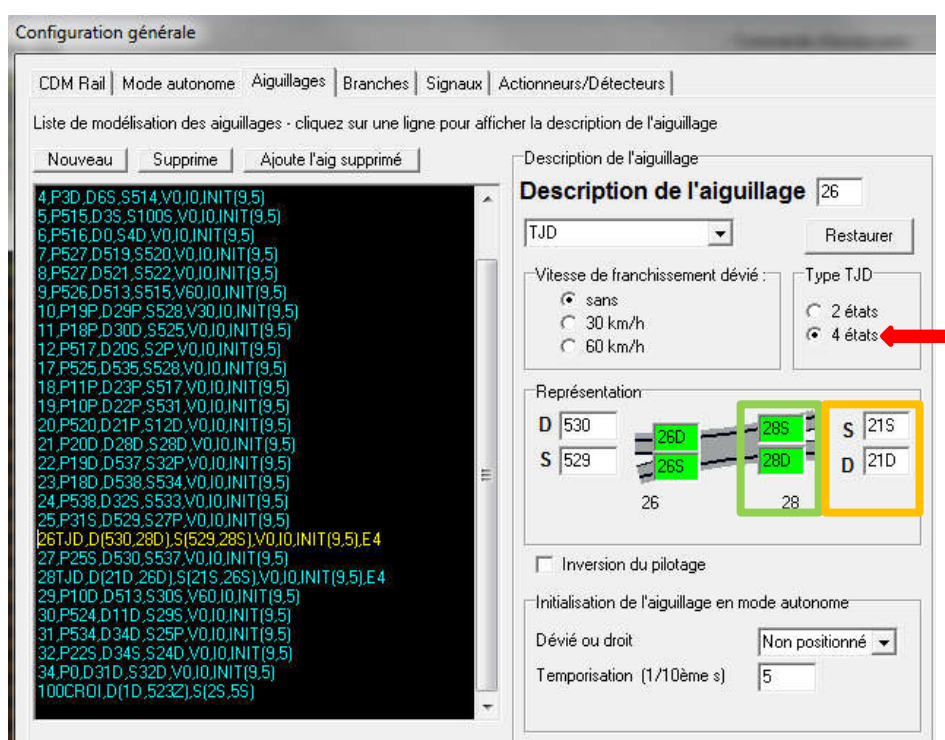 Configuration générale
CDM Rail Mode autonome Aiguillages Branches Signaux Actionneurs/Détecteurs
Liste de modélisation des aiguillages - cliquez sur une ligne pour afficher la description de l'aiguillage
Nouveau Supprime Ajoute l'aig supprimé
4,P3D,D6S,S514,V0,I0,INIT(9,5)
5,P515,D3S,S100S,V0,I0,INIT(9,5)
6,P516,D0,S4D,V0,I0,INIT(9,5)
7,P527,D519,S520,V0,I0,INIT(9,5)
8,P527,D521,S522,V0,I0,INIT(9,5)
9,P526,D513,S515,V60,I0,INIT(9,5)
10,P19P,D29P,S528,V30,I0,INIT(9,5)
11,P18P,D30D,S525,V0,I0,INIT(9,5)
12,P517,D20S,S2P,V0,I0,INIT(9,5)
17,P525,D535,S528,V0,I0,INIT(9,5)
18,P11P,D23P,S517,V0,I0,INIT(9,5)
19,P10P,D22P,S531,V0,I0,INIT(9,5)
20,P520,D21P,S12D,V0,I0,INIT(9,5)
21,P20D,D28D,S28D,V0,I0,INIT(9,5)
22,P19D,D537,S32P,V0,I0,INIT(9,5)
23,P18D,D538,S534,V0,I0,INIT(9,5)
24,P538,D32S,S533,V0,I0,INIT(9,5)
25,P31S,D529,S27P,V0,I0,INIT(9,5)
26TJD,D(530,28D),S(529,28S),V0,I0,INIT(9,5),E4
27,P25S,D530,S537,V0,I0,INIT(9,5)
28TJD,D(21D,26D),S(21S,26S),V0,I0,INIT(9,5),E4
29,P10D,D513,S30S,V60,I0,INIT(9,5)
30,P524,D11D,S29S,V0,I0,INIT(9,5)
31,P534,D34D,S25P,V0,I0,INIT(9,5)
32,P22S,D34S,S24D,V0,I0,INIT(9,5)
34,P0,D31D,S32D,V0,I0,INIT(9,5)
100CROI,D(1D,523Z),S(2S,5S)
Description de l'aiguillage
Description de l'aiguillage 26
TJD Restaurer
Vitesse de franchissement dévié :
sans
30 km/h
60 km/h
Type TJD
2 états
4 états
Représentation
D 530 26D 28S S 21S
S 529 26S 28D D 21D
26 28
Inversion du pilotage
Initialisation de l'aiguillage en mode autonome
Dévié ou droit Non positionné
Temporisation (1/10ème s) 5